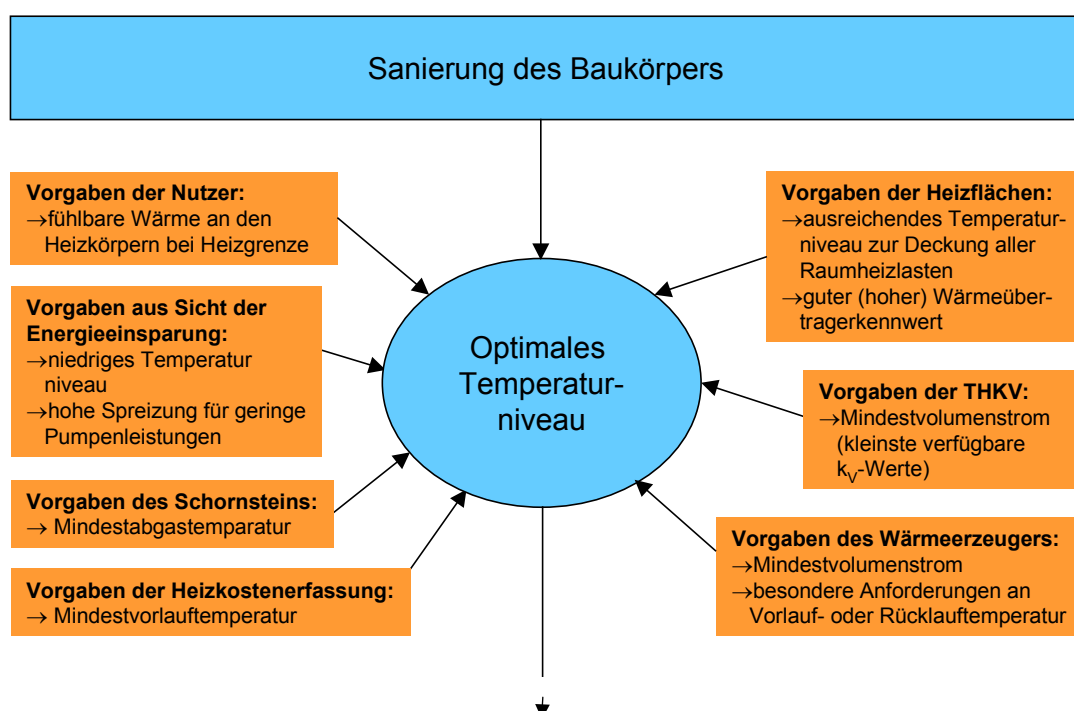 Sanierung des Baukörpers
Vorgaben der Nutzer:
→fühlbare Wärme an den
Heizkörpern bei Heizgrenze
Vorgaben aus Sicht der
Energieeinsparung:
→niedriges Temperatur
niveau
→hohe Spreizung für geringe
Pumpenleistungen
Vorgaben des Schornsteins:
→ Mindestabgastemparatur
Vorgaben der Heizkostenerfassung:
→ Mindestvorlauftemperatur
Optimales
Temperatur-
niveau
Vorgaben der Heizflächen:
→ausreichendes Temperatur-
niveau zur Deckung aller
Raumheizlasten
→guter (hoher) Wärmeüber-
tragerkennwert
Vorgaben der THKV:
→Mindestvolumenstrom
(kleinste verfügbare
kV-Werte)
Vorgaben des Wärmeerzeugers:
→Mindestvolumenstrom
→besondere Anforderungen an
Vorlauf- oder Rücklauftemperatur